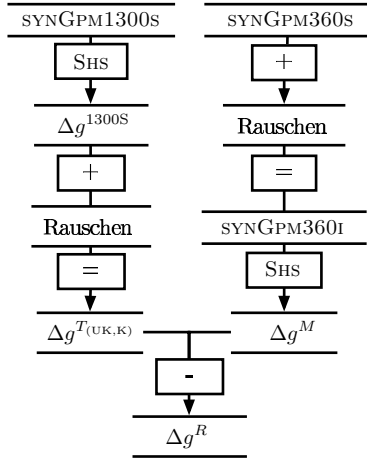 SYNGPM1300S SYNGPM360S
SHS +
Δg^1300S Rauschen
+ =
Rauschen SYNGPM360I
= SHS
Δg^T(UK,K) Δg^M
-
Δg^R